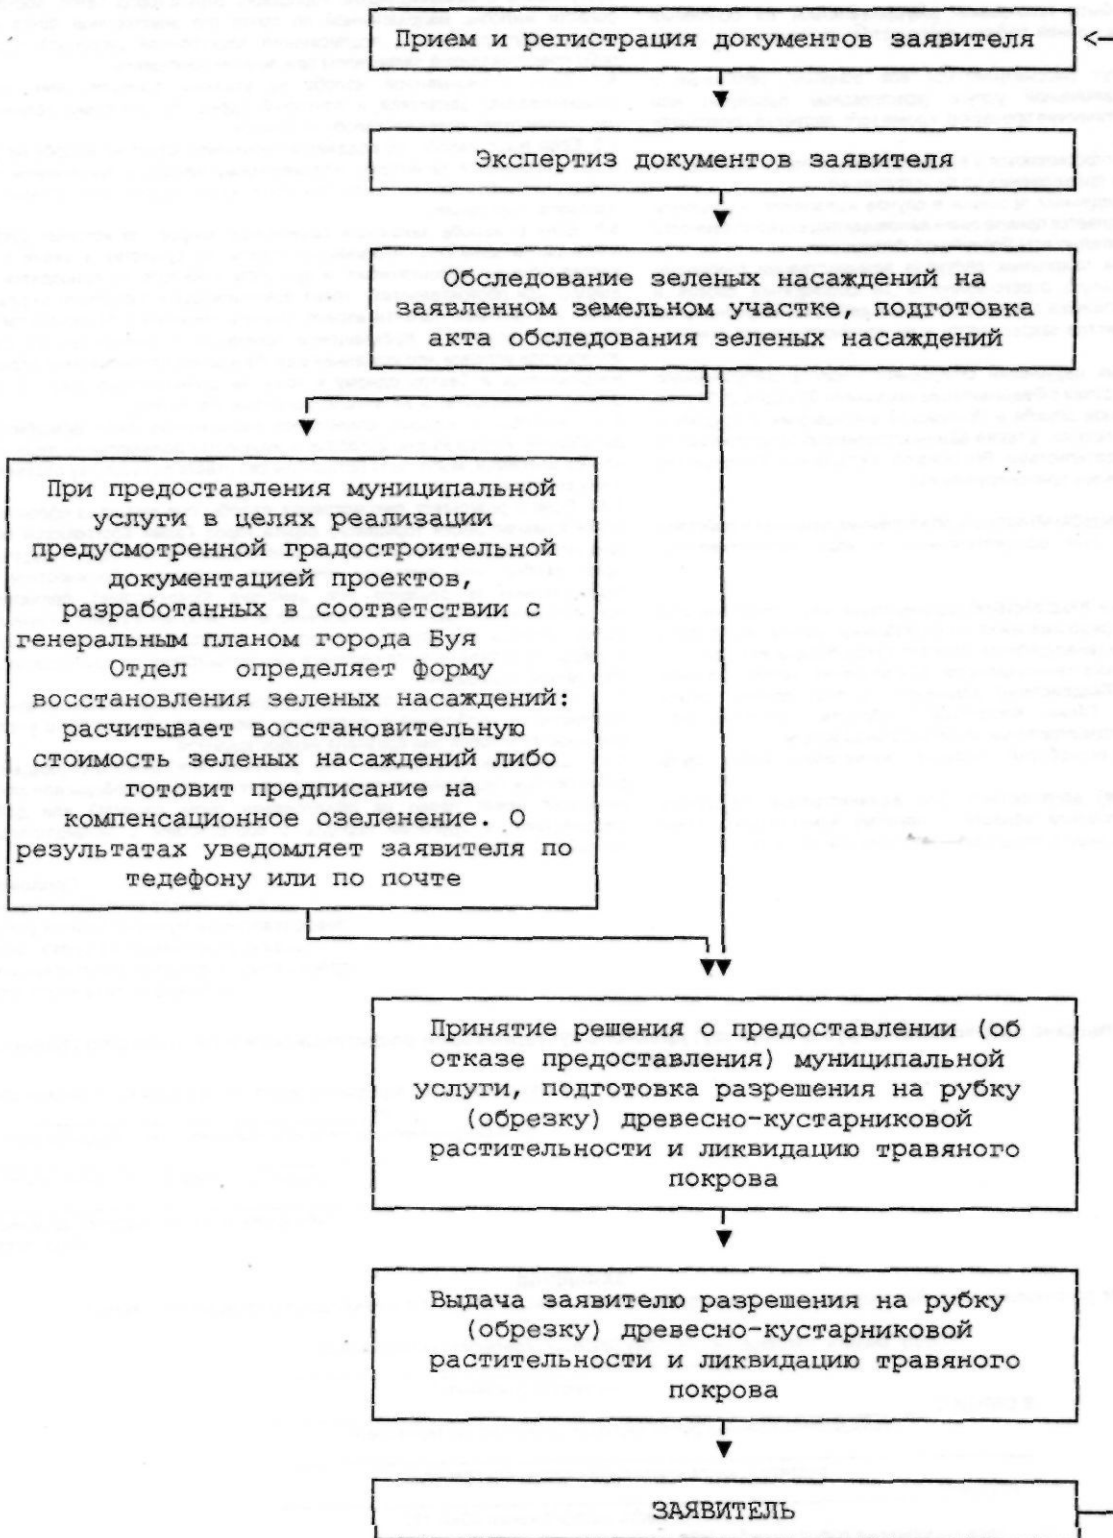 Прием и регистрация документов заявителя
Экспертиз документов заявителя
Обследование зеленых насаждений на
заявленном земельном участке, подготовка
акта обследования зеленых насаждений
При предоставления муниципальной
услуги в целях реализации
предусмотренной градостроительной
документацией проектов,
разработанных в соответствии с
генеральным планом города Буя
Отдел определяет форму
восстановления зеленых насаждений:
расчитывает восстановительную
стоимость зеленых насаждений либо
готовит предписание на
компенсационное озеленение. О
результатах уведомляет заявителя по
тедефону или по почте
Принятие решения о предоставлении (об
отказе предоставления) муниципальной
услуги, подготовка разрешения на рубку
(обрезку) древесно-кустарниковой
растительности и ликвидацию травяного
покрова
Выдача заявителю разрешения на рубку
(обрезку) древесно-кустарниковой
растительности и ликвидацию травяного
покрова
ЗАЯВИТЕЛЬ